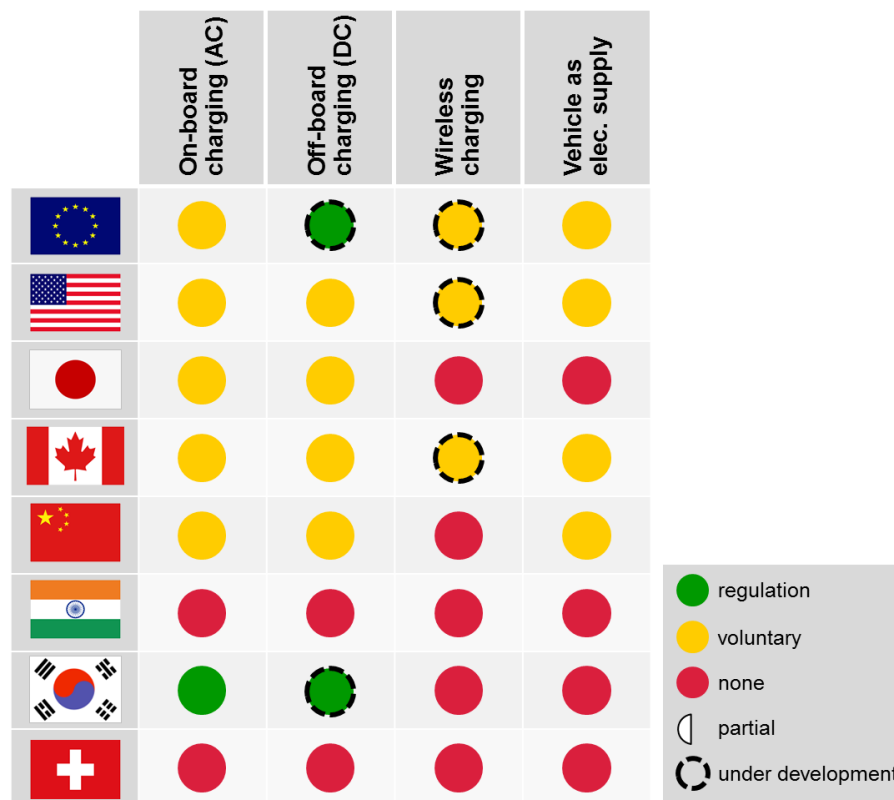 On-board
charging (AC)
Off-board
charging (DC)
Wireless
charging
Vehicle as
elec. supply
regulation
voluntary
none
partial
under development